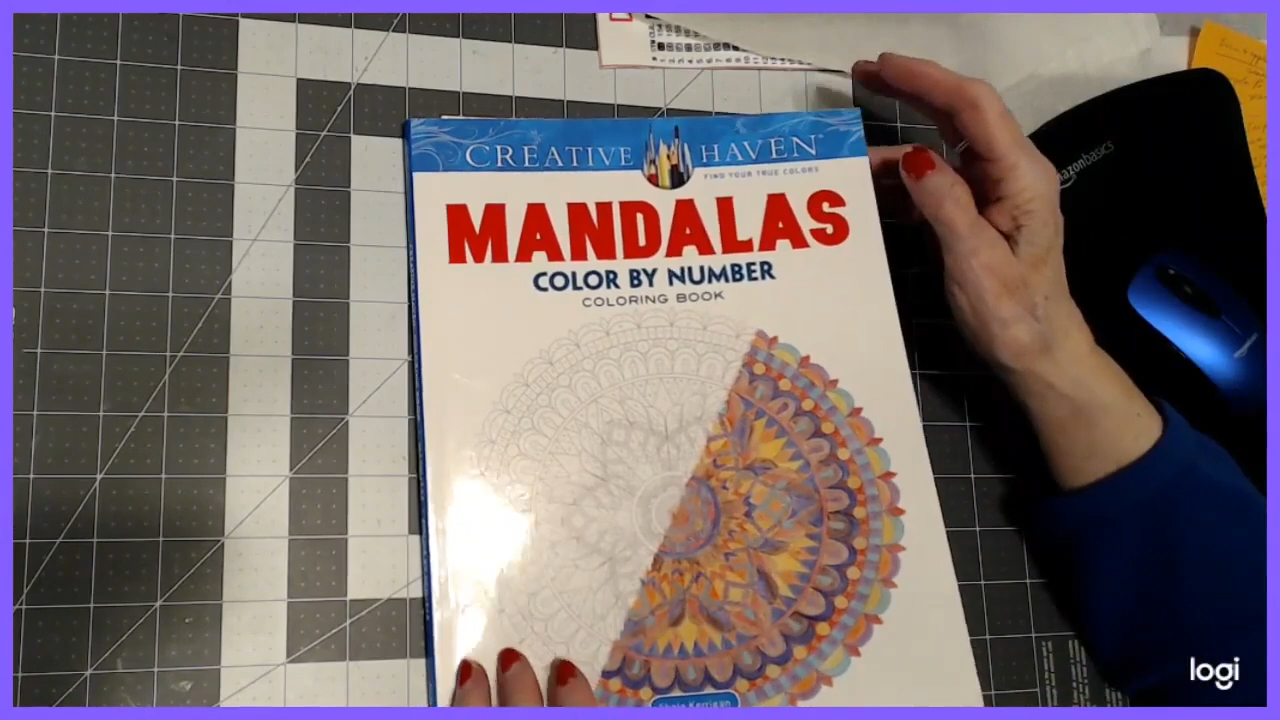 CREATIVE HAVEN
FIND YOUR TRUE COLORS
MANDALAS
COLOR BY NUMBER
COLORING BOOK
amazonbasics
logi